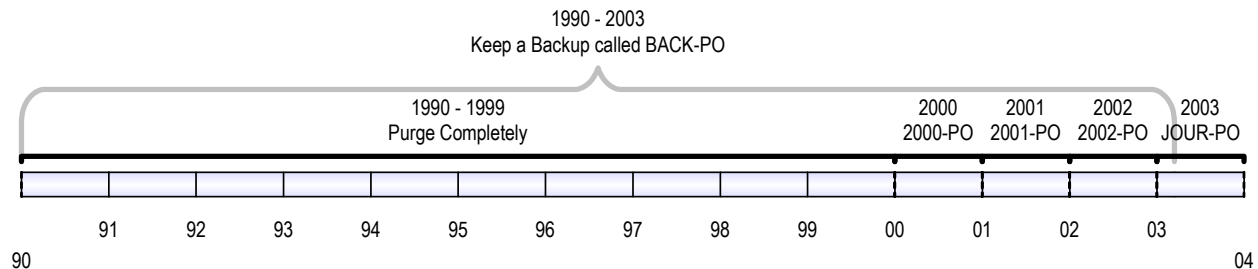 1990 - 2003
Keep a Backup called BACK-PO
1990 - 1999
Purge Completely
2000
2000-PO
2001
2001-PO
2002
2002-PO
2003
JOUR-PO
91 92 93 94 95 96 97 98 99 00 01 02 03
90 04